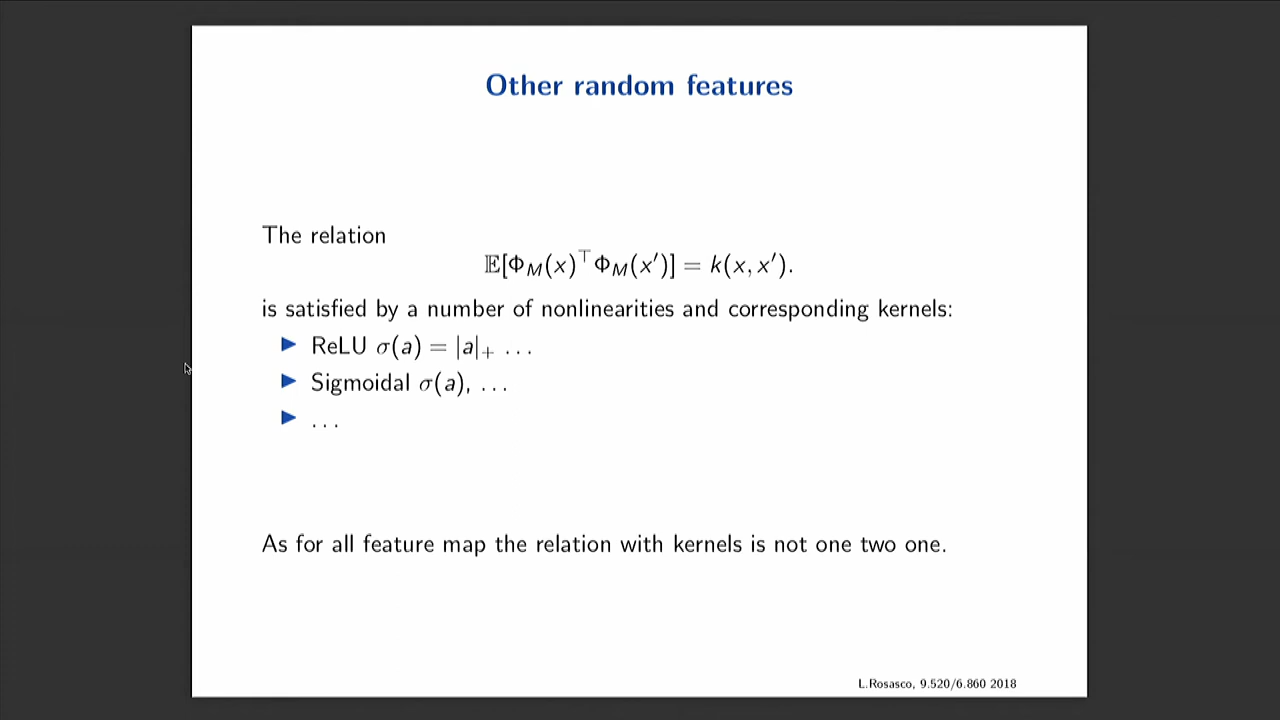 Other random features
The relation
𝔼[Φ_M(x)^⊤Φ_M(x′)] = k(x, x′).
is satisfied by a number of nonlinearities and corresponding kernels:
▶ ReLU σ(a) = |a|₊ . . .
▶ Sigmoidal σ(a), . . .
▶ . . .
As for all feature map the relation with kernels is not one two one.
L.Rosasco, 9.520/6.860 2018